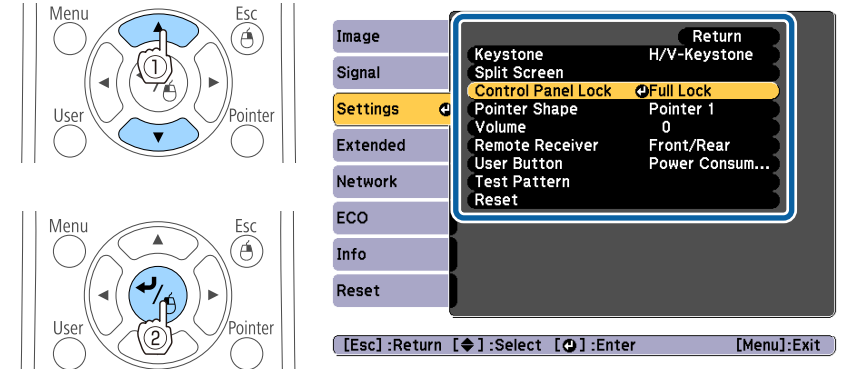 Menu
Esc
1
User
Pointer
Menu
Esc
User
2
Pointer
Image
Signal
Settings
Extended
Network
ECO
Info
Reset
Return
Keystone H/V-Keystone
Split Screen
Control Panel Lock Full Lock
Pointer Shape Pointer 1
Volume 0
Remote Receiver Front/Rear
User Button Power Consum...
Test Pattern
Reset
[Esc] :Return [◆] :Select [⏎] :Enter [Menu]:Exit